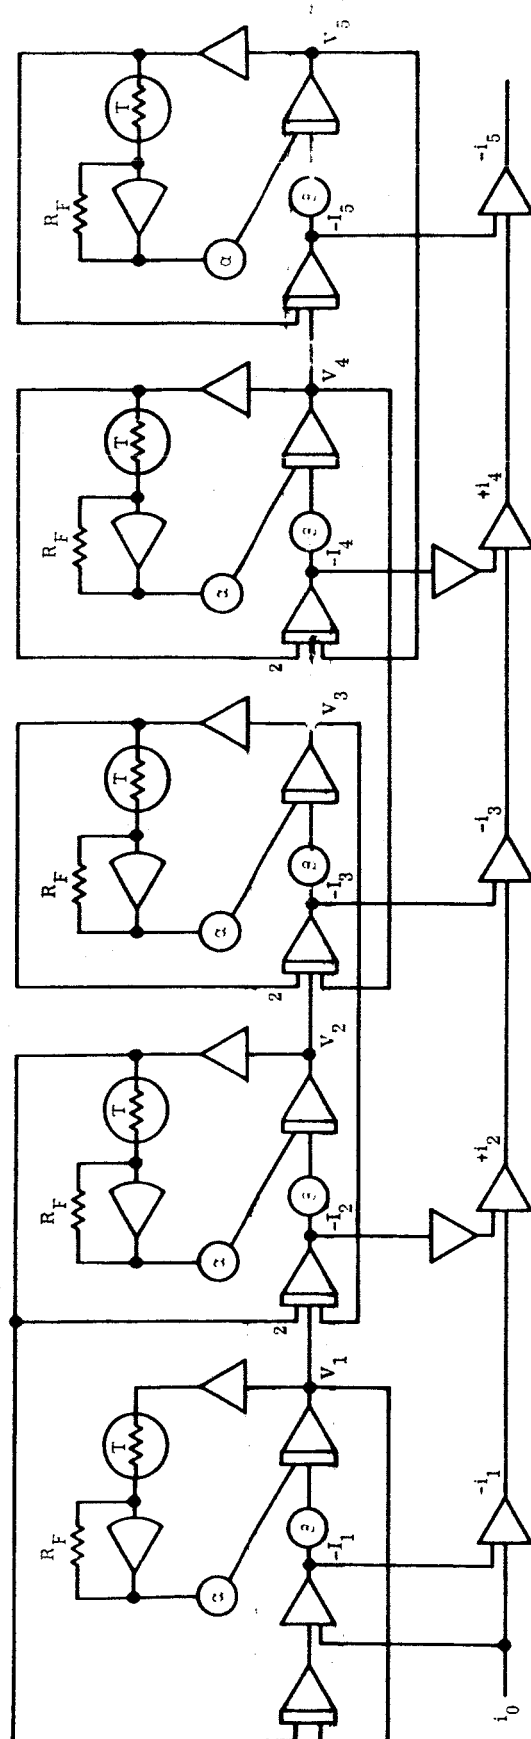 R_F
T
α
V_5
-I_5
-i_5
R_F
T
α
V_4
2
-I_4
+i_4
R_F
T
α
V_3
2
-I_3
-i_3
R_F
T
α
V_2
2
-I_2
+i_2
R_F
T
α
V_1
-I_1
-i_1
i_0